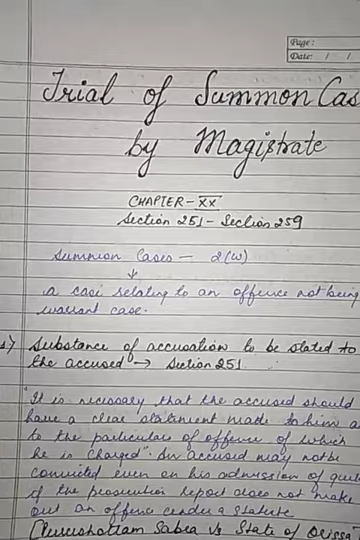 Page:
Date: / /
Trial of Summon Cas
by Magistrate
CHAPTER - XX
Section 251 - Section 259
Summon Cases — 2(W)
↓
a case relating to an offence not being
warrant case.
Substance of accusation to be stated to
the accused → Section 251.
"It is necessary that the accused should
have a clear statement made to him a
to the particulars of offence of which
he is charged" An accused may not be
convicted even on his admission of guil
if the prosecution report does not make
out an offence under a statute
[Purushottam Sabra Vs State of Orissa